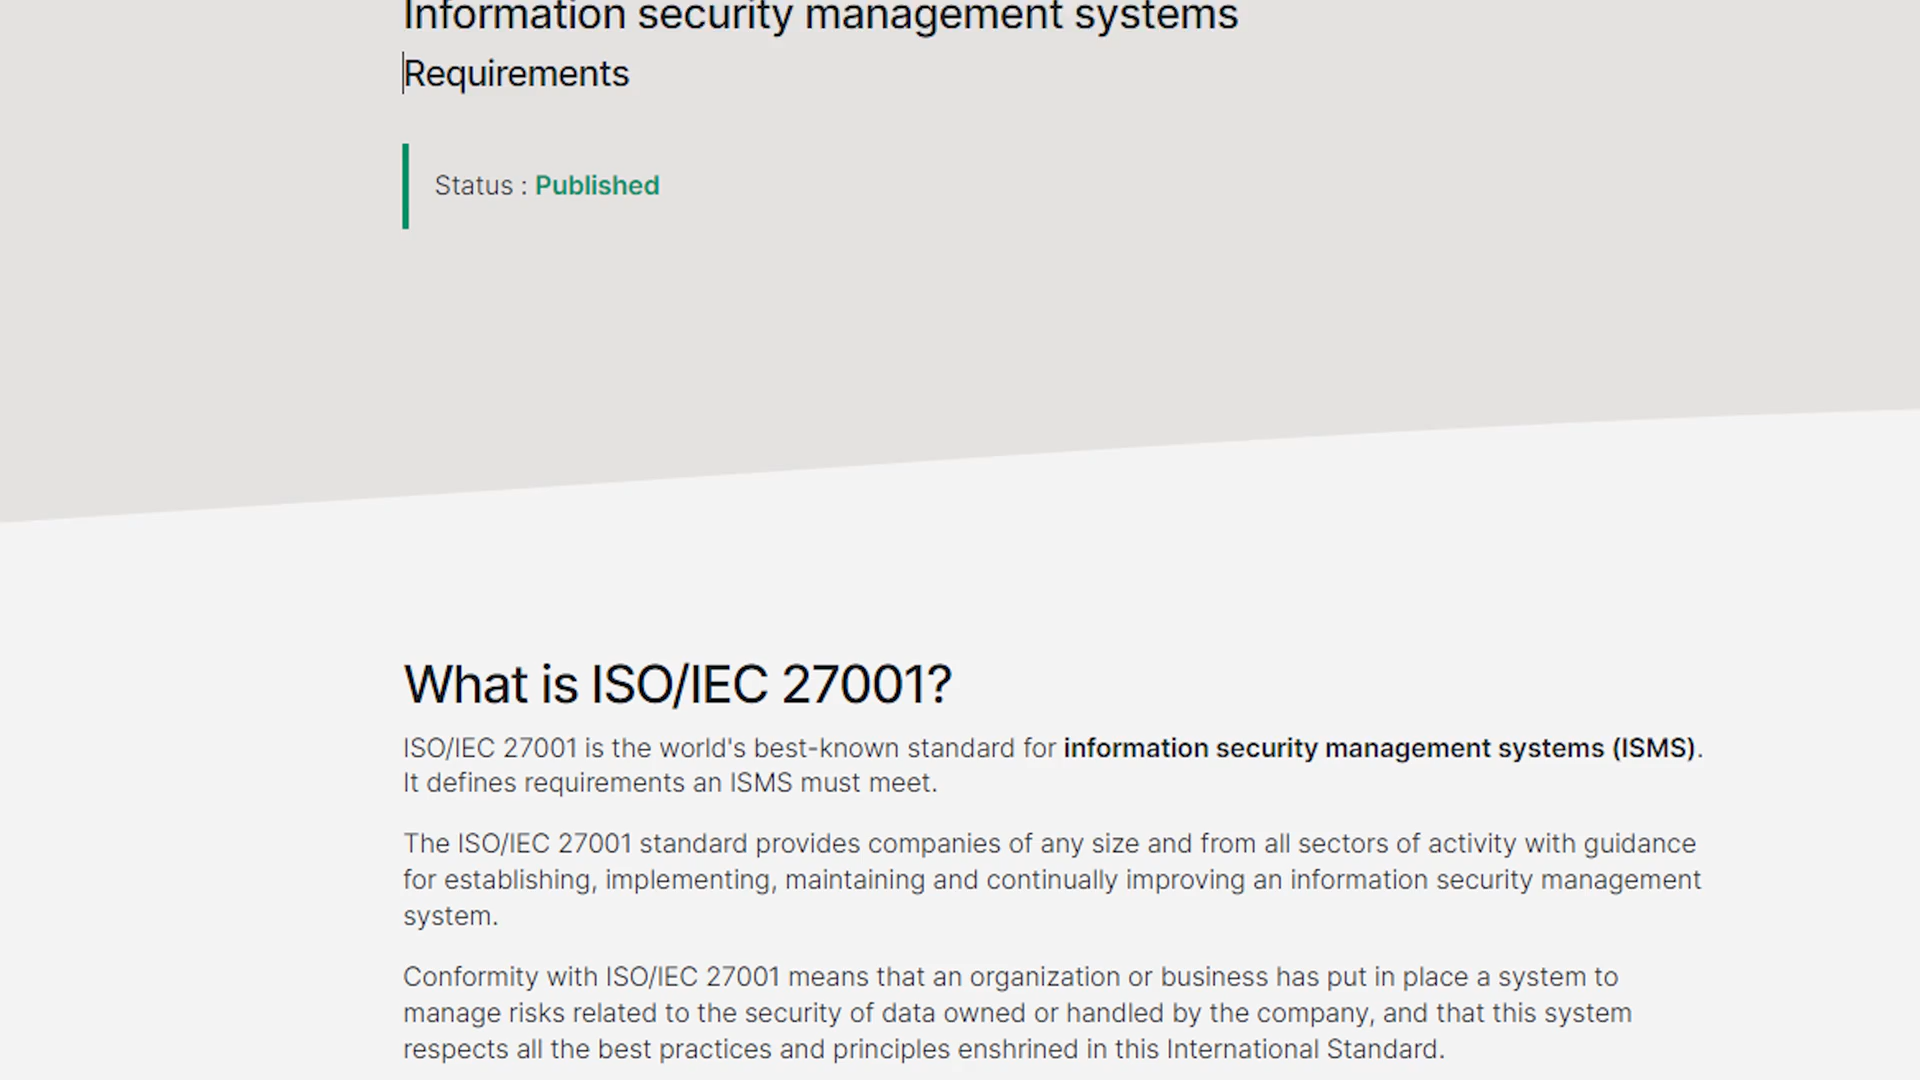 Information security management systems
Requirements
Status : Published
What is ISO/IEC 27001?
ISO/IEC 27001 is the world's best-known standard for information security management systems (ISMS).
It defines requirements an ISMS must meet.
The ISO/IEC 27001 standard provides companies of any size and from all sectors of activity with guidance
for establishing, implementing, maintaining and continually improving an information security management
system.
Conformity with ISO/IEC 27001 means that an organization or business has put in place a system to
manage risks related to the security of data owned or handled by the company, and that this system
respects all the best practices and principles enshrined in this International Standard.